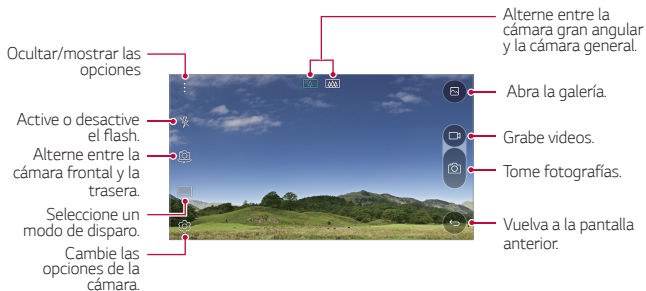 Alterne entre la
cámara gran angular
y la cámara general.
Ocultar/mostrar las
opciones
Abra la galería.
Active o desactive
el flash.
Grabe videos.
Alterne entre la
cámara frontal y la
trasera.
Tome fotografías.
Seleccione un
modo de disparo.
Vuelva a la pantalla
anterior.
Cambie las
opciones de la
cámara.